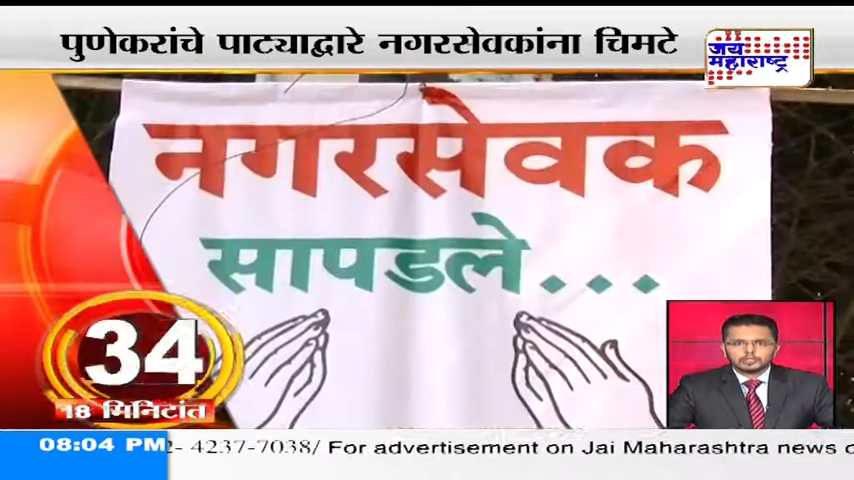 पुणेकरांचे पाट्याद्वारे नगरसेवकांना चिमटे
जय
महाराष्ट्र
नगरसेवक
सापडले...
34
18 मिनिटांत
08:04 PM
2- 4237-7038/ For advertisement on Jai Maharashtra news